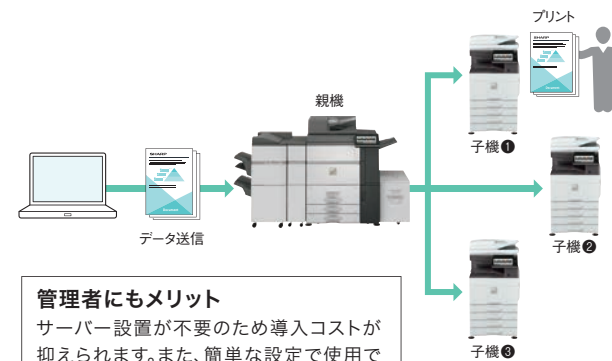 プリント
SHARP
親機
子機❶
SHARP
データ送信
子機❷
管理者にもメリット
サーバー設置が不要のため導入コストが
抑えられます。また、簡単な設定で使用で
子機❸